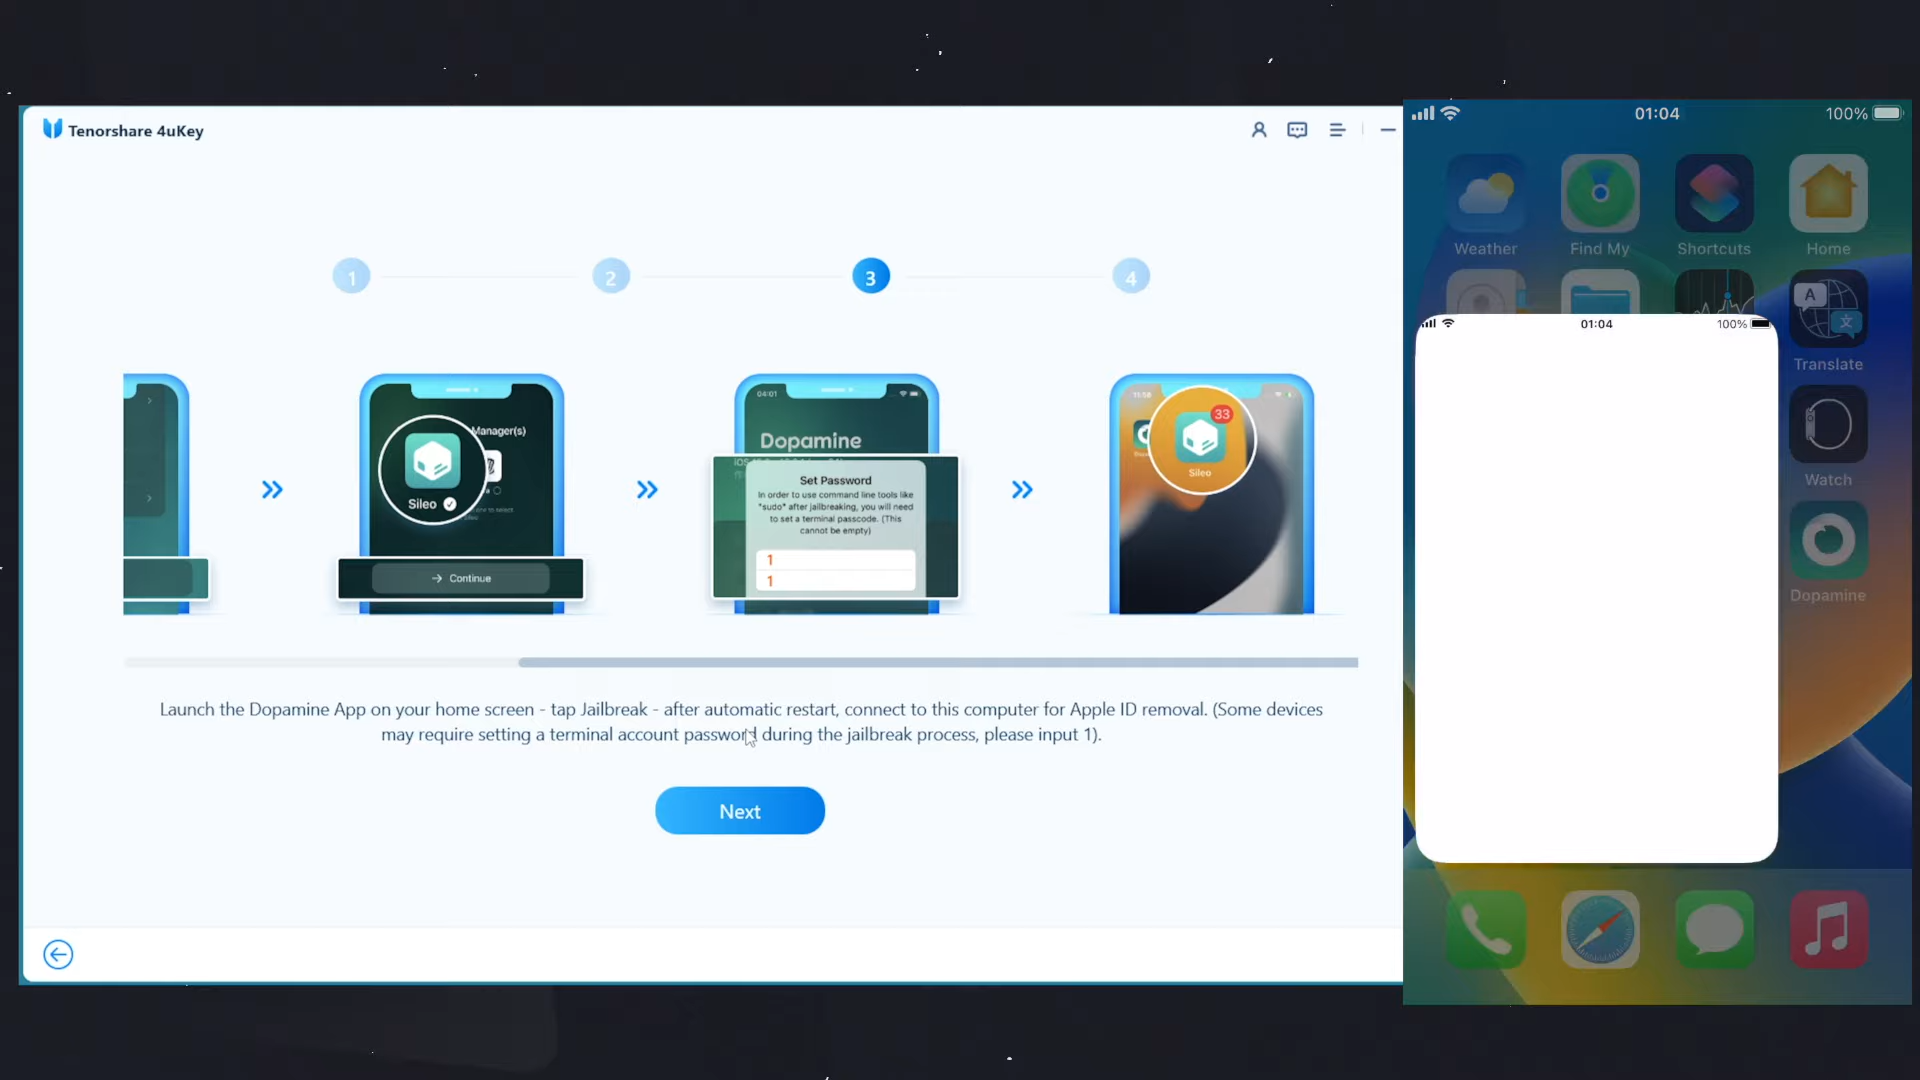 Tenorshare 4uKey
1
2
3
4
Manager(s)
Sileo
Continue
04:01
Dopamine
Set Password
In order to use command line tools like
"sudo" after jailbreaking, you will need
to set a terminal passcode. (This
cannot be empty)
1
1
33
Sileo
Launch the Dopamine App on your home screen - tap Jailbreak - after automatic restart, connect to this computer for Apple ID removal. (Some devices
may require setting a terminal account password during the jailbreak process, please input 1).
Next
01:04
100%
Weather
Find My
Shortcuts
Home
01:04
100%
Translate
Watch
Dopamine